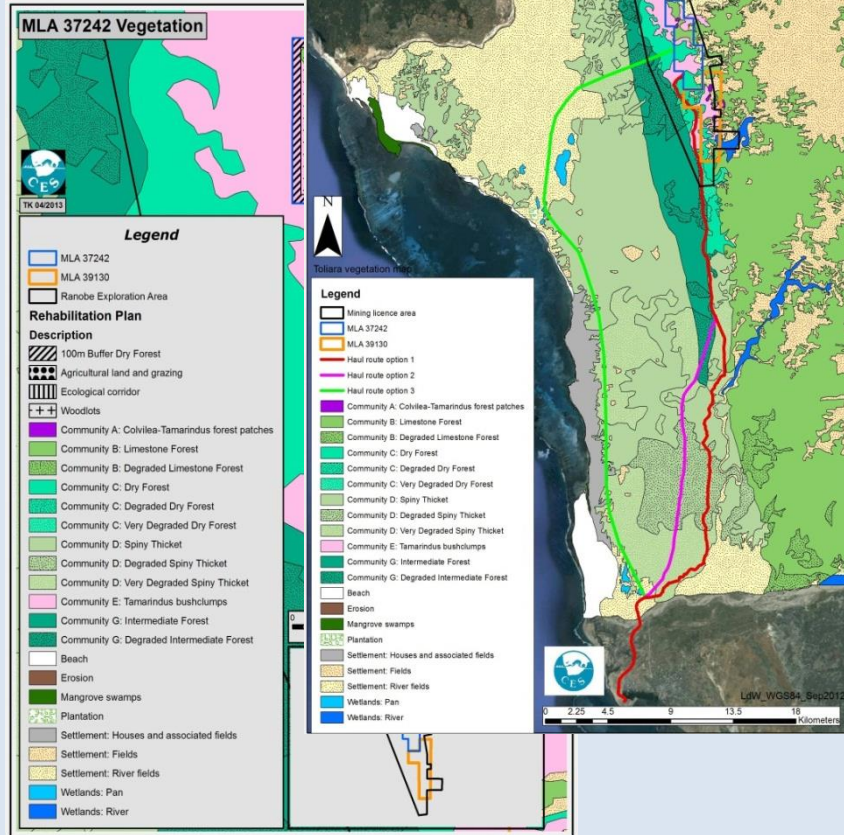 MLA 37242 Vegetation
CES
TK 04/2013
Legend
MLA 37242
MLA 39130
Ranobe Exploration Area
Rehabilitation Plan
Description
100m Buffer Dry Forest
Agricultural land and grazing
Ecological corridor
Woodlots
Community A: Colvilea-Tamarindus forest patches
Community B: Limestone Forest
Community B: Degraded Limestone Forest
Community C: Dry Forest
Community C: Degraded Dry Forest
Community C: Very Degraded Dry Forest
Community D: Spiny Thicket
Community D: Degraded Spiny Thicket
Community D: Very Degraded Spiny Thicket
Community E: Tamarindus bushclumps
Community G: Intermediate Forest
Community G: Degraded Intermediate Forest
Beach
Erosion
Mangrove swamps
Plantation
Settlement: Houses and associated fields
Settlement: Fields
Settlement: River fields
Wetlands: Pan
Wetlands: River
0
N
Toliara vegetation map
Legend
Mining licence area
MLA 37242
MLA 39130
Haul route option 1
Haul route option 2
Haul route option 3
Community A: Colvilea-Tamarindus forest patches
Community B: Limestone Forest
Community B: Degraded Limestone Forest
Community C: Dry Forest
Community C: Degraded Dry Forest
Community C: Very Degraded Dry Forest
Community D: Spiny Thicket
Community D: Degraded Spiny Thicket
Community D: Very Degraded Spiny Thicket
Community E: Tamarindus bushclumps
Community G: Intermediate Forest
Community G: Degraded Intermediate Forest
Beach
Erosion
Mangrove swamps
Plantation
Settlement: Houses and associated fields
Settlement: Fields
Settlement: River fields
Wetlands: Pan
Wetlands: River
CES
LdW_WGS84_Sep2012
0 2.25 4.5 9 13.5 18
Kilometers